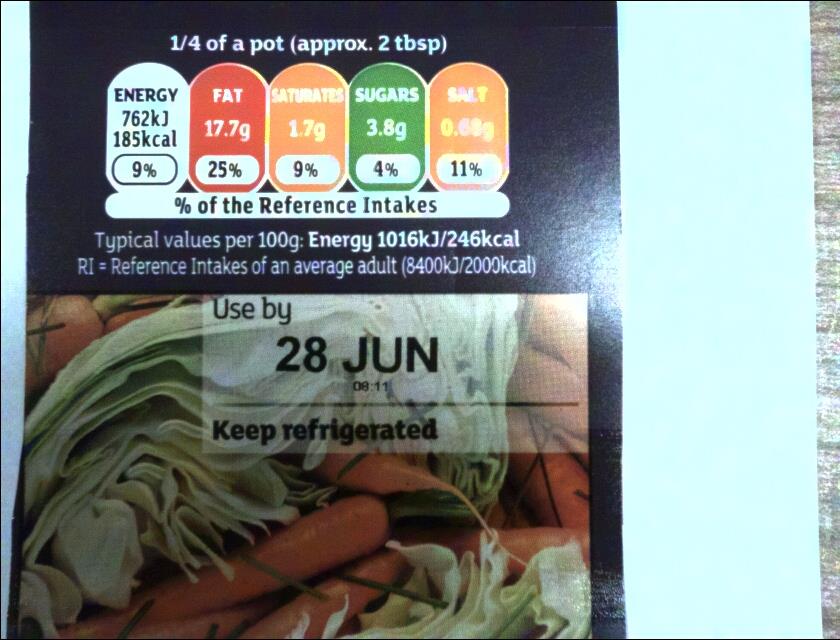 1/4 of a pot (approx. 2 tbsp)
ENERGY FAT SATURATES SUGARS SALT
762kJ
185kcal 17.7g 1.7g 3.8g 0.68g
9% 25% 9% 4% 11%
% of the Reference Intakes
Typical values per 100g: Energy 1016kJ/246kcal
RI = Reference Intakes of an average adult (8400kJ/2000kcal)
Use by
28 JUN
08:11
Keep refrigerated